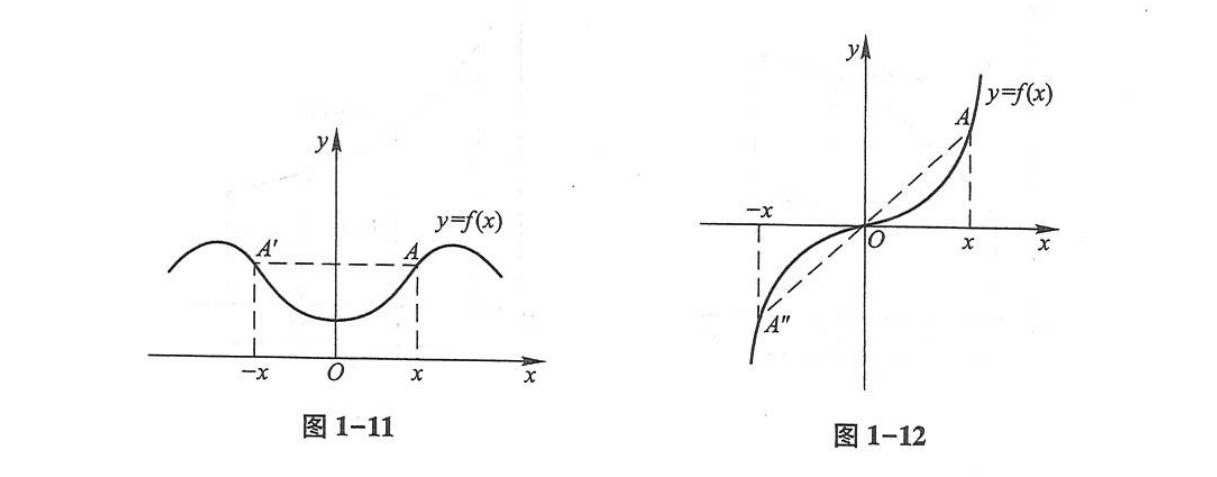 y
y=f(x)
A'
A
-x
O
x
x
图 1-11
y
y=f(x)
A
-x
O
x
x
A"
图 1-12